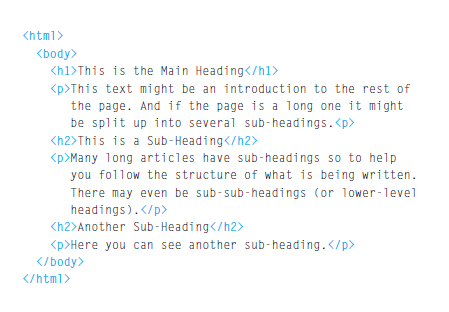 <html>
<body>
<h1>This is the Main Heading</h1>
<p>This text might be an introduction to the rest of
the page. And if the page is a long one it might
be split up into several sub-headings.<p>
<h2>This is a Sub-Heading</h2>
<p>Many long articles have sub-headings so to help
you follow the structure of what is being written.
There may even be sub-sub-headings (or lower-level
headings).</p>
<h2>Another Sub-Heading</h2>
<p>Here you can see another sub-heading.</p>
</body>
</html>